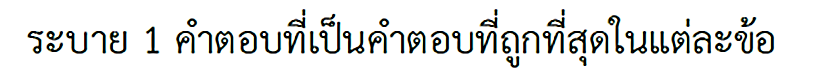 ระบาย 1 คำตอบที่เป็นคำตอบที่ถูกที่สุดในแต่ละข้อ